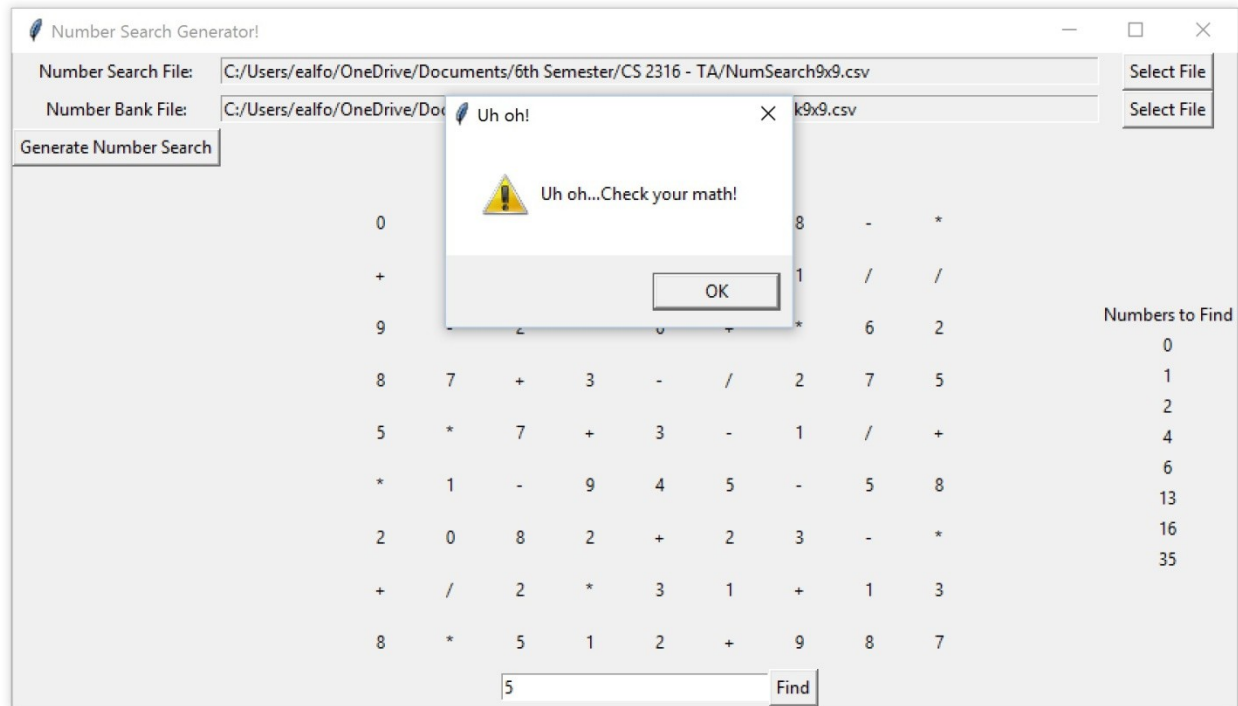 Number Search Generator!
Number Search File: C:/Users/ealfo/OneDrive/Documents/6th Semester/CS 2316 - TA/NumSearch9x9.csv Select File
Number Bank File: C:/Users/ealfo/OneDrive/Do k9x9.csv Select File
Uh oh!
Generate Number Search
Uh oh...Check your math!
0 8 - *
+ 1 / /
OK
9 - 2 * 6 2
8 7 + 3 - / 2 7 5
5 * 7 + 3 - 1 / +
* 1 - 9 4 5 - 5 8
2 0 8 2 + 2 3 - *
+ / 2 * 3 1 + 1 3
8 * 5 1 2 + 9 8 7
Numbers to Find
0
1
2
4
6
13
16
35
5 Find